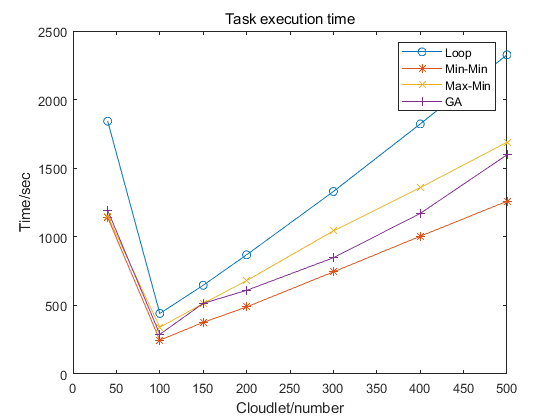 Task execution time
2500
2000
1500
1000
500
0
Time/sec
Loop
Min-Min
Max-Min
GA
0 50 100 150 200 250 300 350 400 450 500
Cloudlet/number